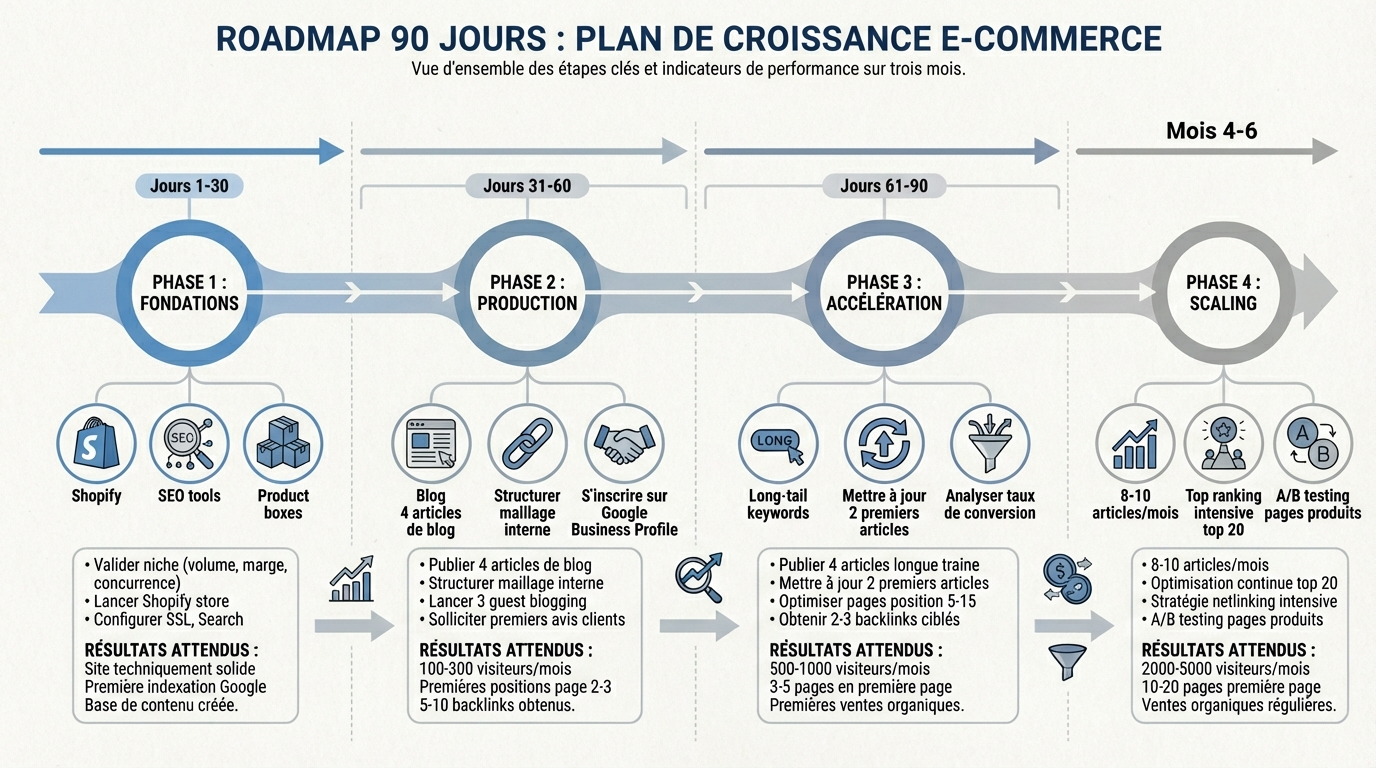 ROADMAP 90 JOURS : PLAN DE CROISSANCE E-COMMERCE
Vue d'ensemble des étapes clés et indicateurs de performance sur trois mois.
Mois 4-6
Jours 1-30
Jours 31-60
Jours 61-90
PHASE 1 :
FONDATIONS
PHASE 2 :
PRODUCTION
PHASE 3 :
ACCÉLÉRATION
PHASE 4 :
SCALING
S
Shopify
SEO
SEO tools
Product
boxes
Blog
4 articles
de blog
Structurer
malllage
interne
S'inscrire sur
Google
Business Profile
LONG
Long-tail
keywords
Mettre à jour
2 premiers
articles
Analyser taux
de conversion
8-10
articles/mois
Top ranking
intensive
top 20
A
B
A/B testing
pages produits
• Valider niche (volume, marge,
concurrence)
• Lancer Shopify store
• Configurer SSL, Search
RÉSULTATS ATTENDUS :
Site techniquement solide
Première indexation Google
Base de contenu créée.
• Publier 4 articles de blog
• Structurer maillage interne
• Lancer 3 guest blogging
• Solliciter premiers avis clients
RÉSULTATS ATTENDUS :
100-300 visiteurs/mois
Premiéres positions page 2-3
5-10 backlinks obtenus.
• Publier 4 articles longue traine
• Mettre à jour 2 premiers articles
• Optimiser pages position 5-15
• Obtenir 2-3 backlinks ciblés
RÉSULTATS ATTENDUS :
500-1000 visiteurs/mois
3-5 pages en premiére page
Premières ventes organiques.
$
• 8-10 articles/mois
• Optimisation continue top 20
• Stratégie netlinking intensive
• A/B testing pages produits
RÉSULTATS ATTENDUS :
2000-5000 visiteurs/mois
10-20 pages premiére page
Ventes organiques régulières.